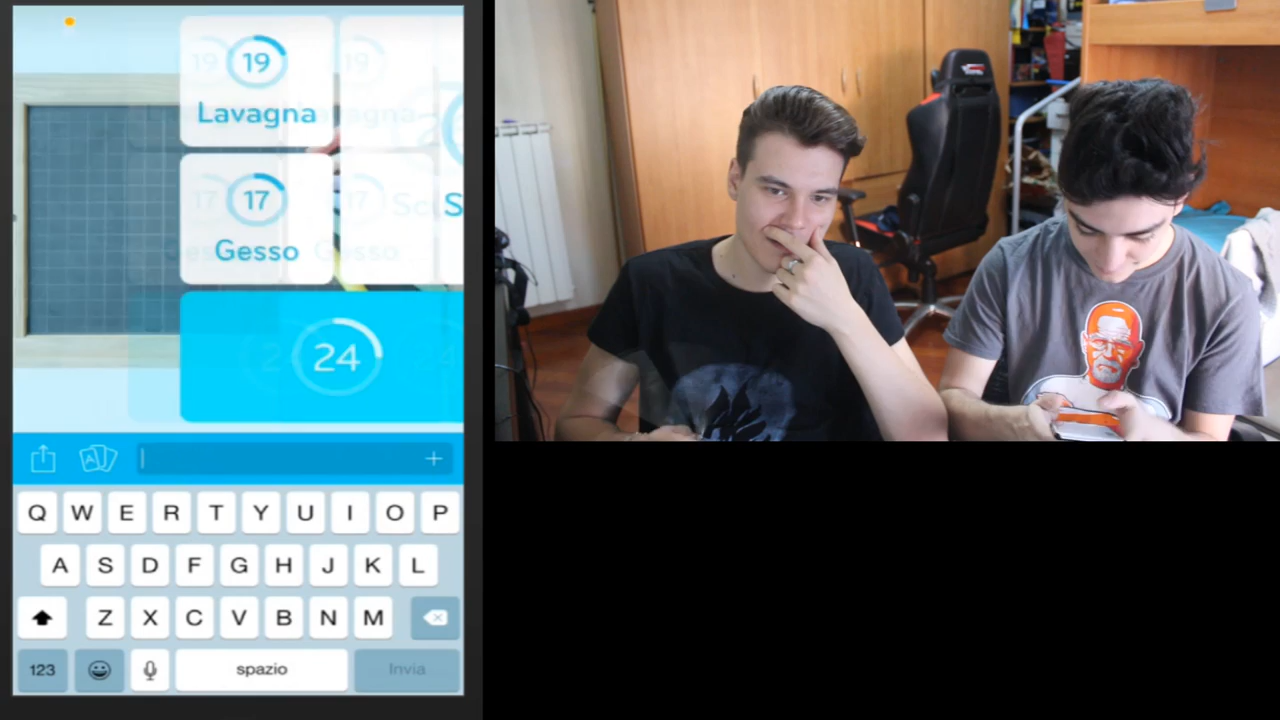 19
Lavagna
17
Gesso
S
24
Q W E R T Y U I O P
A S D F G H J K L
Z X C V B N M
123 spazio Invia